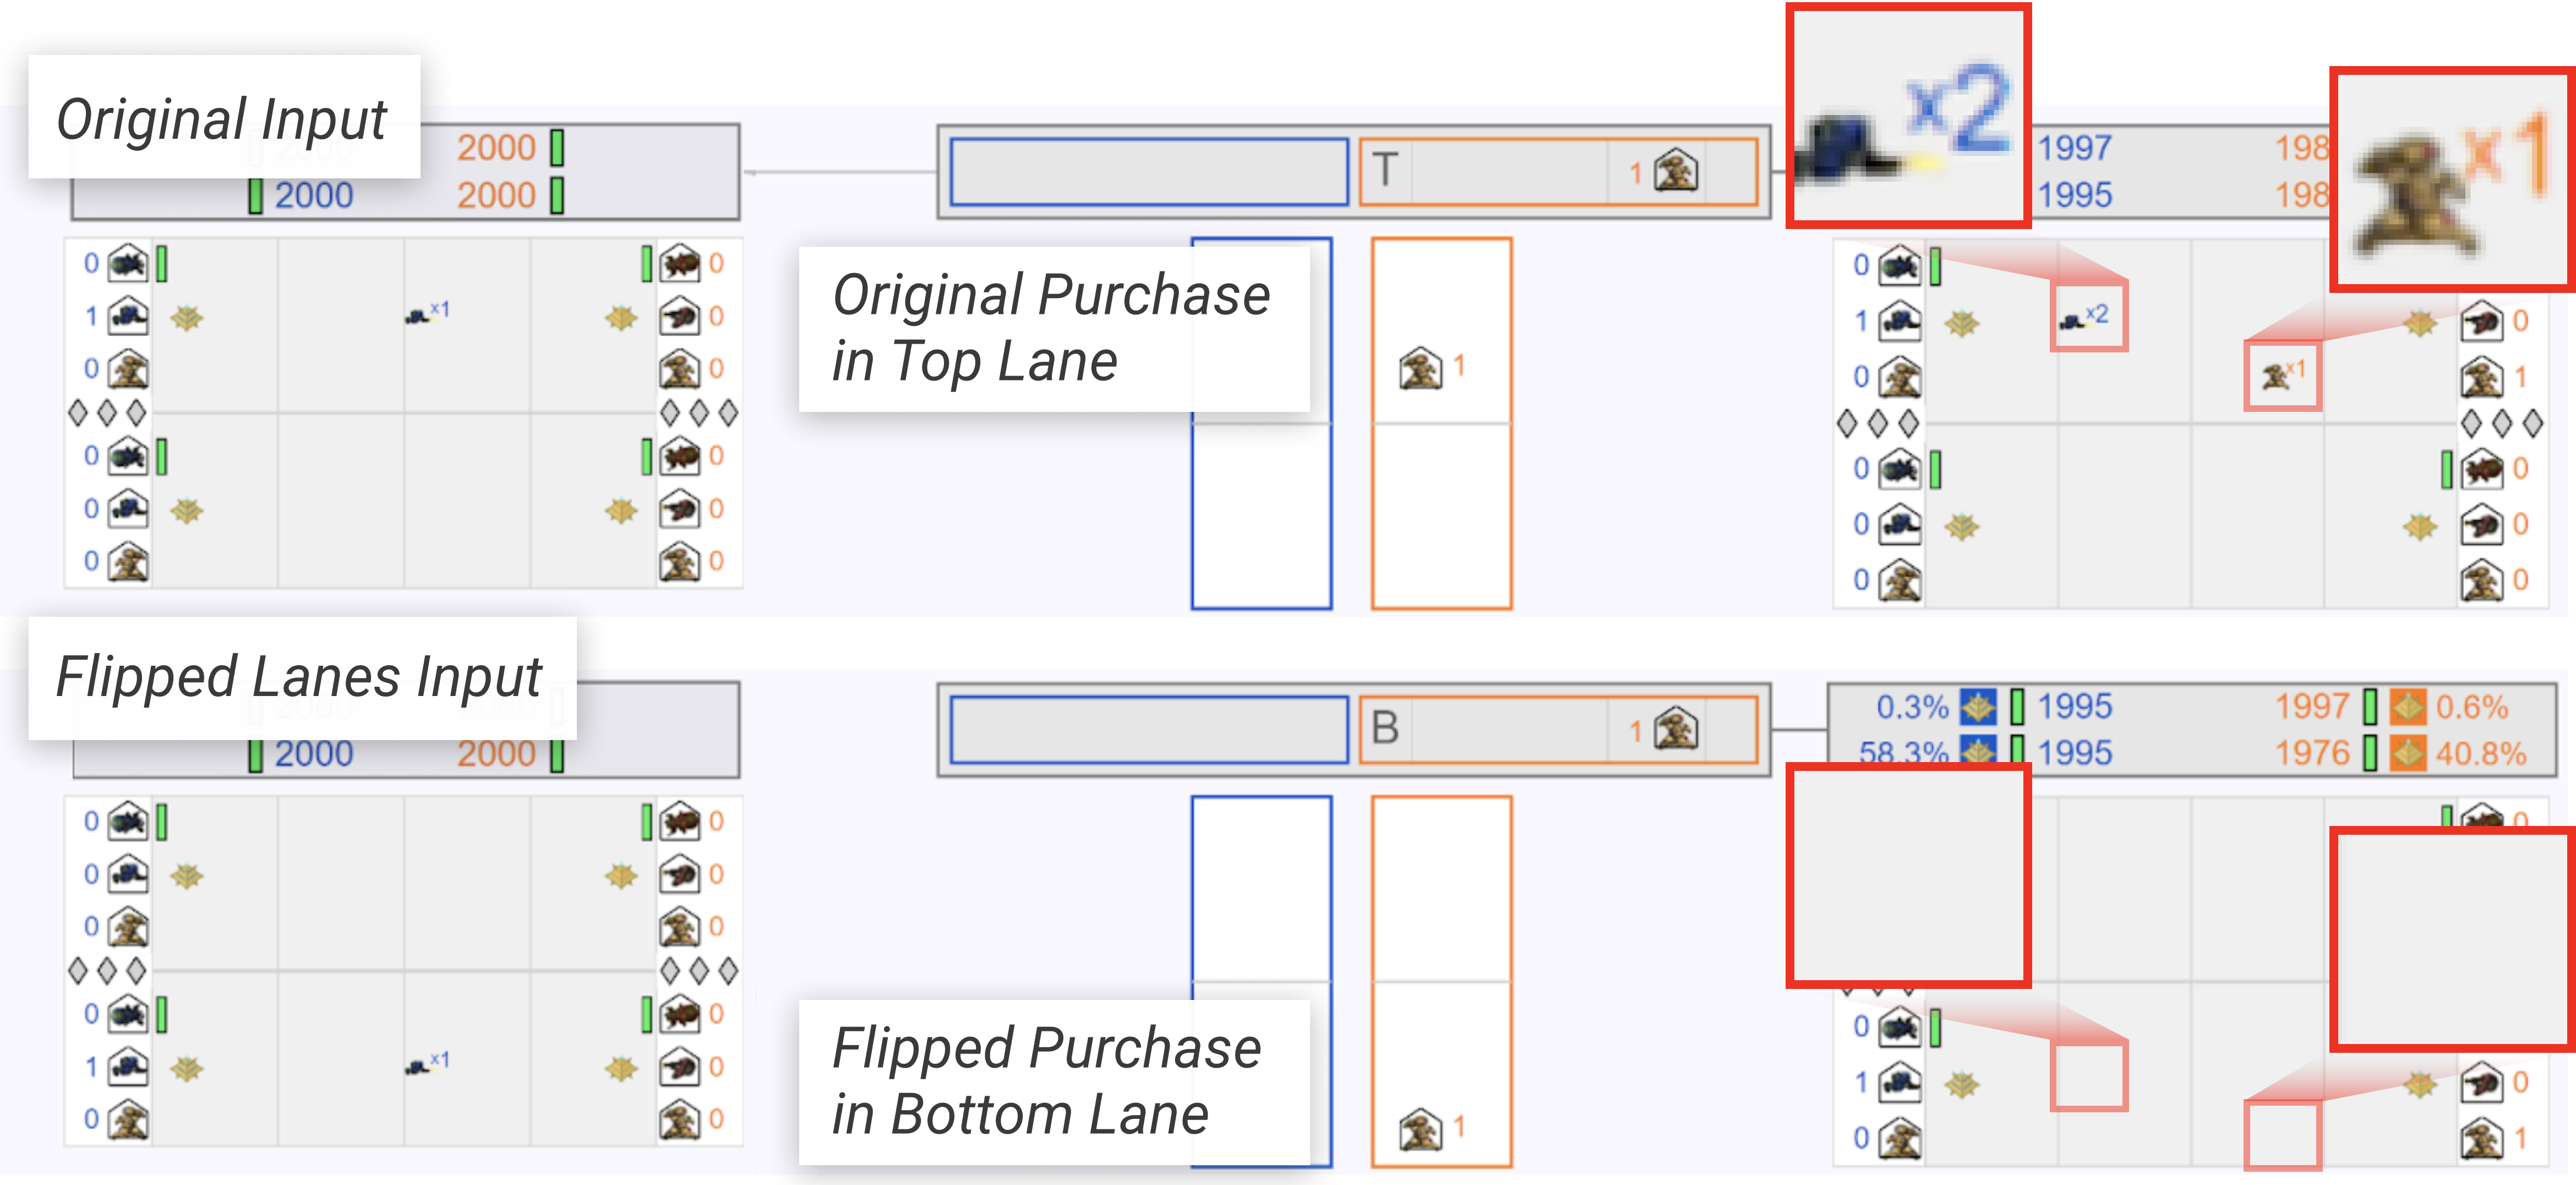 Original Input
2000
2000 2000
T 1
1997 198
1995 198
x2
x1
Original Purchase
in Top Lane
0 0
1 x1 0
0 0
0 0
0 0
0 0
1
0
1 x2 0
0 x1 1
0 0
0 0
0 0
Flipped Lanes Input
2000 2000
B 1
0.3% 1995 1997 0.6%
58.3% 1995 1976 40.8%
0 0
0 0
0 0
0 0
1 x1 0
0 0
Flipped Purchase
in Bottom Lane
1
0
0
1 0
0 1